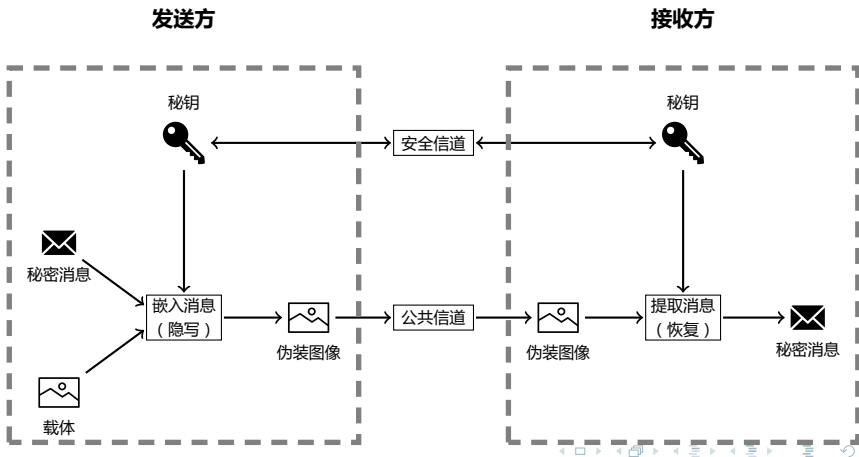 发送方
接收方
秘钥
秘钥
安全信道
秘密消息
嵌入消息
（隐写）
公共信道
提取消息
（恢复）
伪装图像
伪装图像
秘密消息
载体